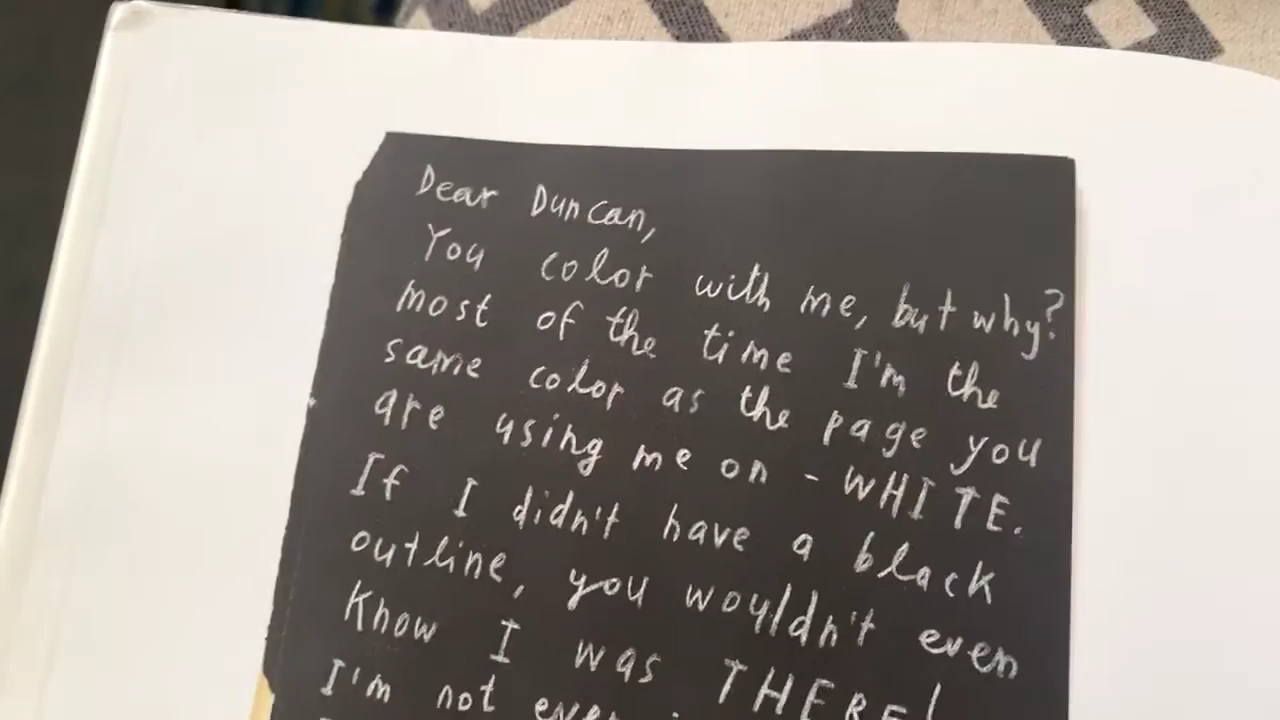 Dear Duncan,
You color with me, but why?
most of the time I'm the
same color as the page you
are using me on - WHITE.
If I didn't have a black
outline, you wouldn't even
know I was THERE!
I'm not even